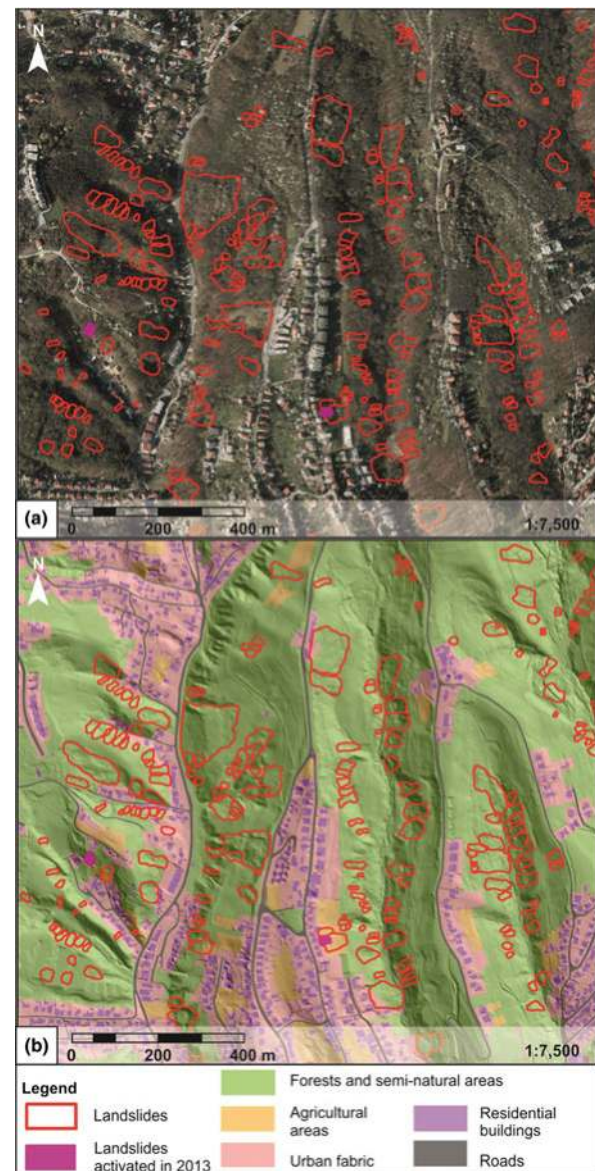 N
(a)
0 200 400 m
1:7,500
N
(b)
0 200 400 m
1:7,500
Legend
Landslides
Landslides
activated in 2013
Forests and semi-natural areas
Agricultural
areas
Urban fabric
Residential
buildings
Roads